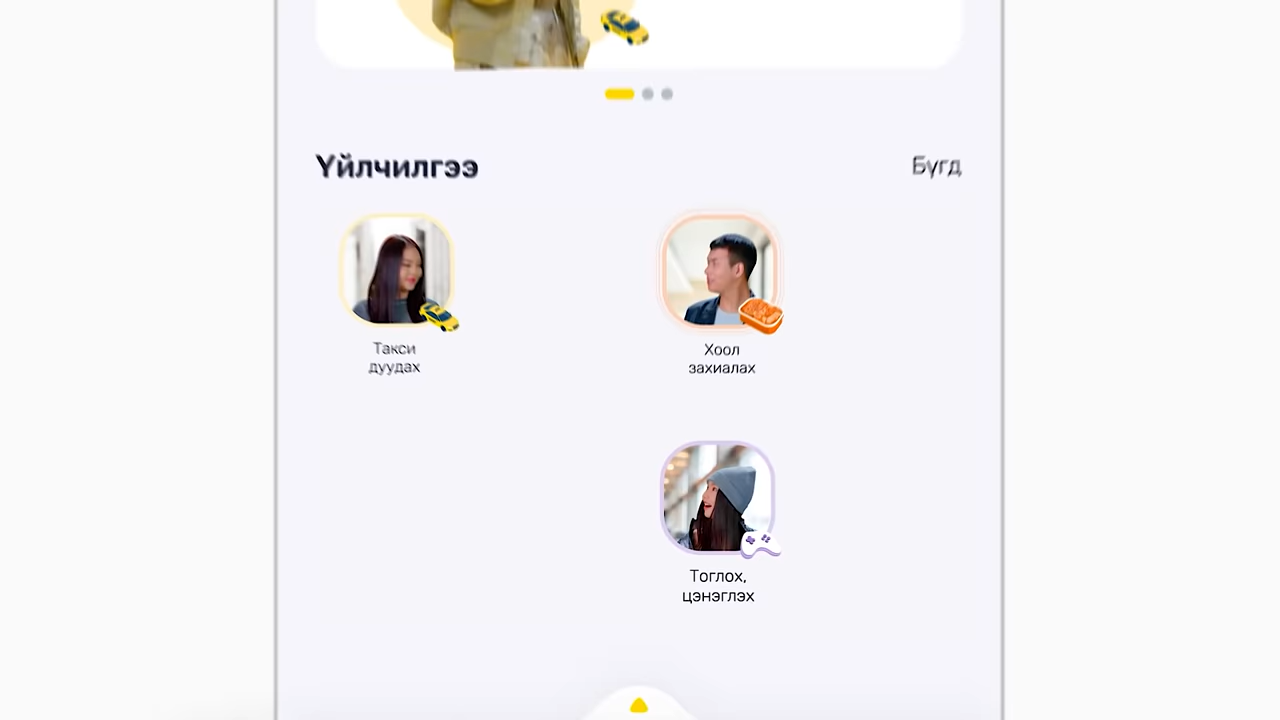 Үйлчилгээ
Бүгд
Такси
дуудах
Хоол
захиалах
Тоглох,
цэнэглэх